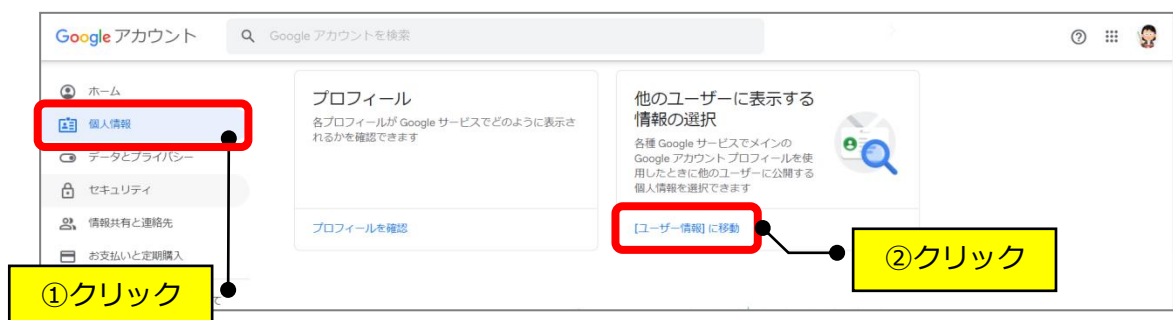 Google アカウント
Google アカウントを検索
ホーム
個人情報
データとプライバシー
セキュリティ
情報共有と連絡先
お支払いと定期購入
て
プロフィール
各プロフィールが Google サービスでどのように表示さ
れるかを確認できます
プロフィールを確認
他のユーザーに表示する
情報の選択
各種 Google サービスでメインの
Google アカウント プロフィールを使
用したときに他のユーザーに公開する
個人情報を選択できます
[ユーザー情報] に移動
①クリック
②クリック